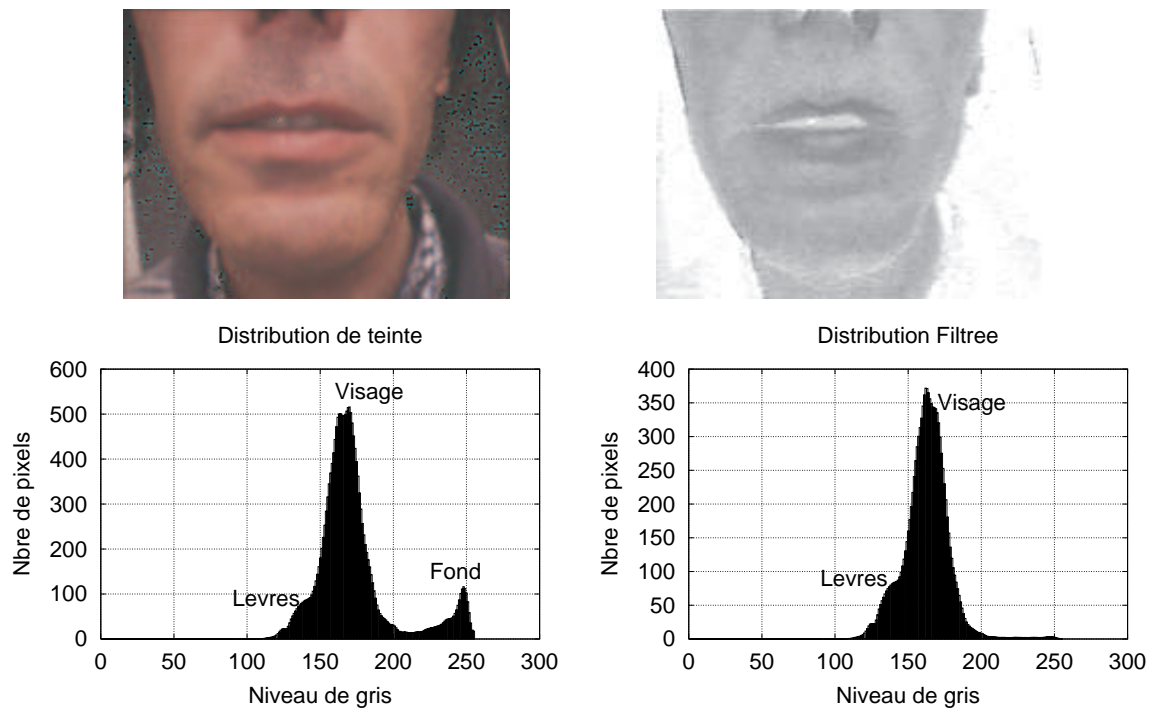 Distribution de teinte
600
500
400
300
200
100
0
Nbre de pixels
Visage
Levres
Fond
0 50 100 150 200 250 300
Niveau de gris
Distribution Filtree
400
350
300
250
200
150
100
50
0
Nbre de pixels
Visage
Levres
0 50 100 150 200 250 300
Niveau de gris